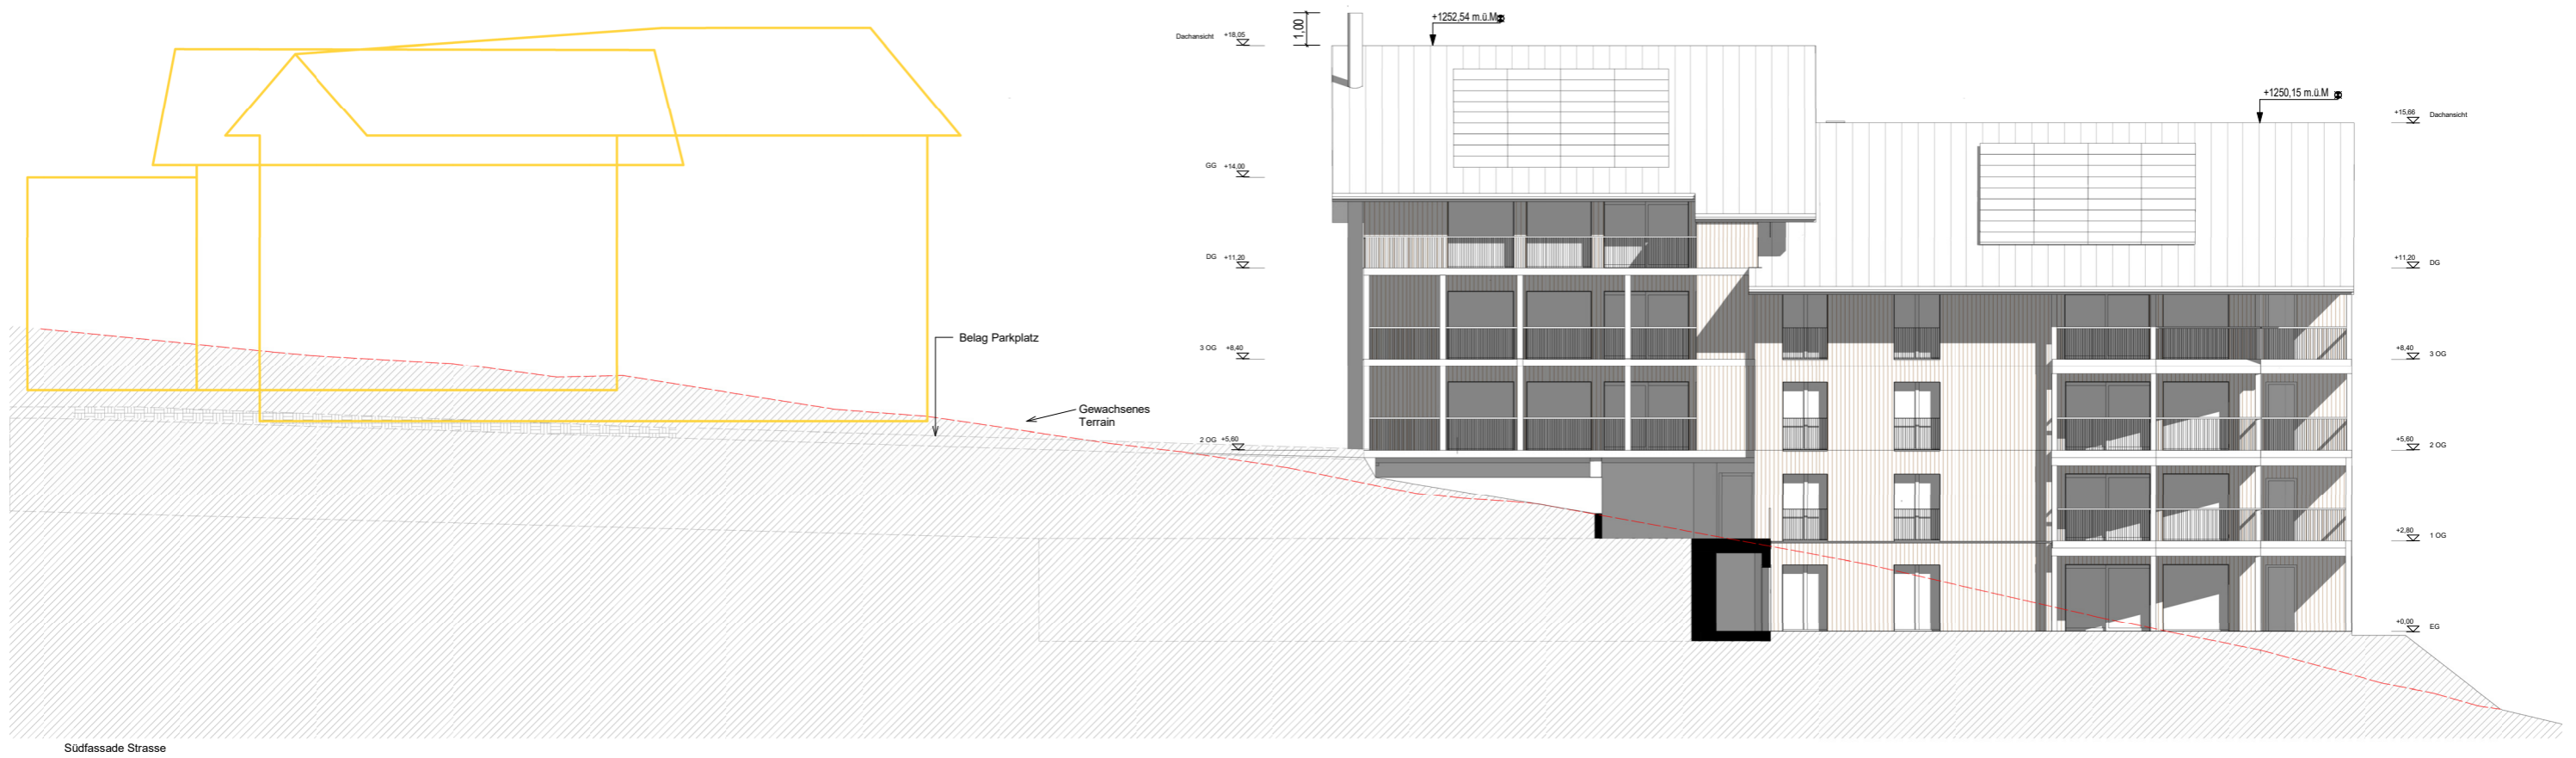 1,00
+1252,54 m.ü.M
Dachansicht +18,05
+1250,15 m.ü.M
+15,66 Dachansicht
GG +14,00
DG +11,20
+11,20 DG
Belag Parkplatz
3 OG +8,40
+8,40 3 OG
Gewachsenes
Terrain
2 OG +5,60
+5,60 2 OG
+2,80 1 OG
+0,00 EG
Südfassade Strasse